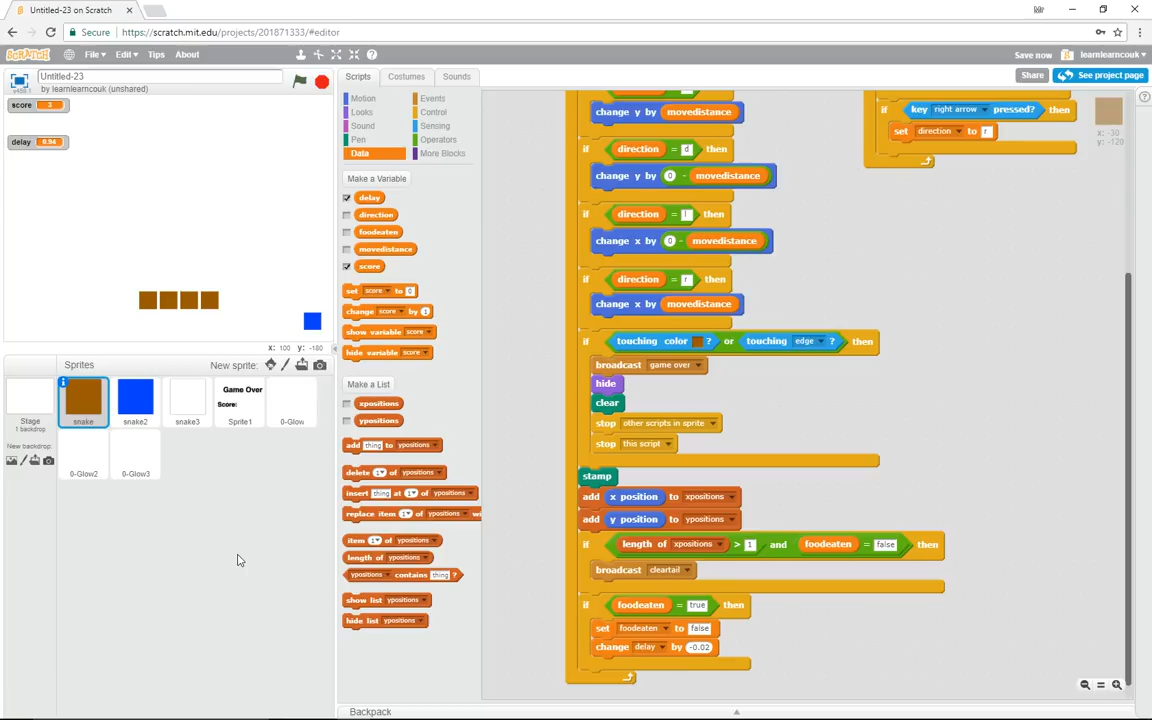 Untitled-23 on Scratch
Mr
Secure https://scratch.mit.edu/projects/201871333/#editor
SCRATCH File Edit Tips About
Save now learnlearncouk
Untitled-23
by learnlearncouk (unshared)
Scripts Costumes Sounds
Share See project page
score 3
delay 0.94
Motion Events
Looks Control
Sound Sensing
Pen Operators
Data More Blocks
Make a Variable
delay
direction
foodeaten
movedistance
score
set score to 0
change score by 1
show variable score
hide variable score
Make a List
xpositions
ypositions
add thing to ypositions
delete 1 of ypositions
insert thing at 1 of ypositions
replace item 1 of ypositions wi
item 1 of ypositions
length of ypositions
ypositions contains thing ?
show list ypositions
hide list ypositions
x: 100 y: -180
Sprites New sprite:
Stage
1 backdrop
New backdrop:
snake
snake2
snake3
Game Over
Score:
Sprite1
0-Glow
0-Glow2
0-Glow3
change y by movedistance
if direction = d then
change y by 0 - movedistance
if direction = l then
change x by 0 - movedistance
if direction = r then
change x by movedistance
if touching color ? or touching edge ? then
broadcast game over
hide
clear
stop other scripts in sprite
stop this script
stamp
add x position to xpositions
add y position to ypositions
if length of xpositions > 1 and foodeaten = false then
broadcast cleartail
if foodeaten = true then
set foodeaten to false
change delay by -0.02
if key right arrow pressed? then
set direction to r
x: -30
y: -120
Backpack